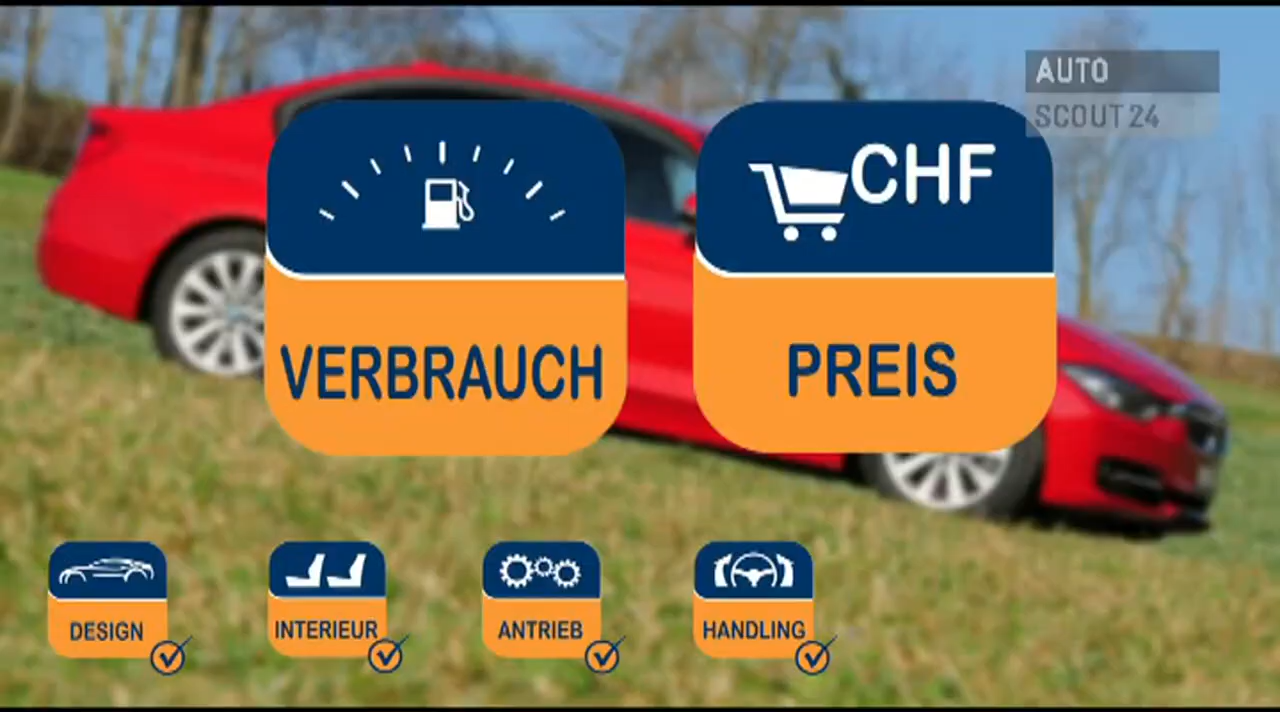 AUTO
SCOUT24
CHF
VERBRAUCH
PREIS
DESIGN
INTERIEUR
ANTRIEB
HANDLING